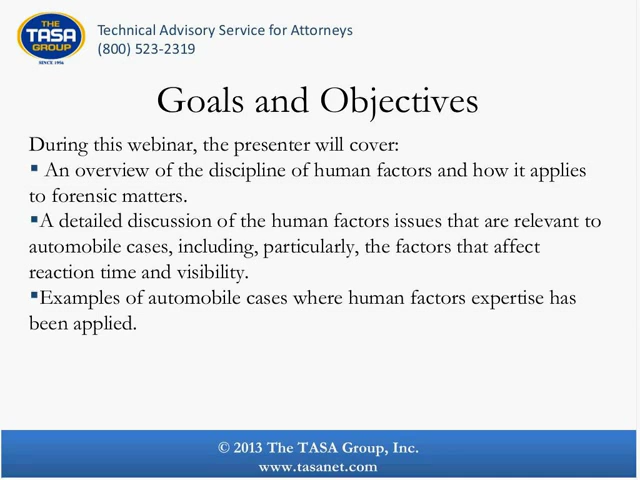 THE
TASA
GROUP
SINCE 1956
Technical Advisory Service for Attorneys
(800) 523-2319
Goals and Objectives
During this webinar, the presenter will cover:
▪ An overview of the discipline of human factors and how it applies
to forensic matters.
▪A detailed discussion of the human factors issues that are relevant to
automobile cases, including, particularly, the factors that affect
reaction time and visibility.
▪Examples of automobile cases where human factors expertise has
been applied.
© 2013 The TASA Group, Inc.
www.tasanet.com